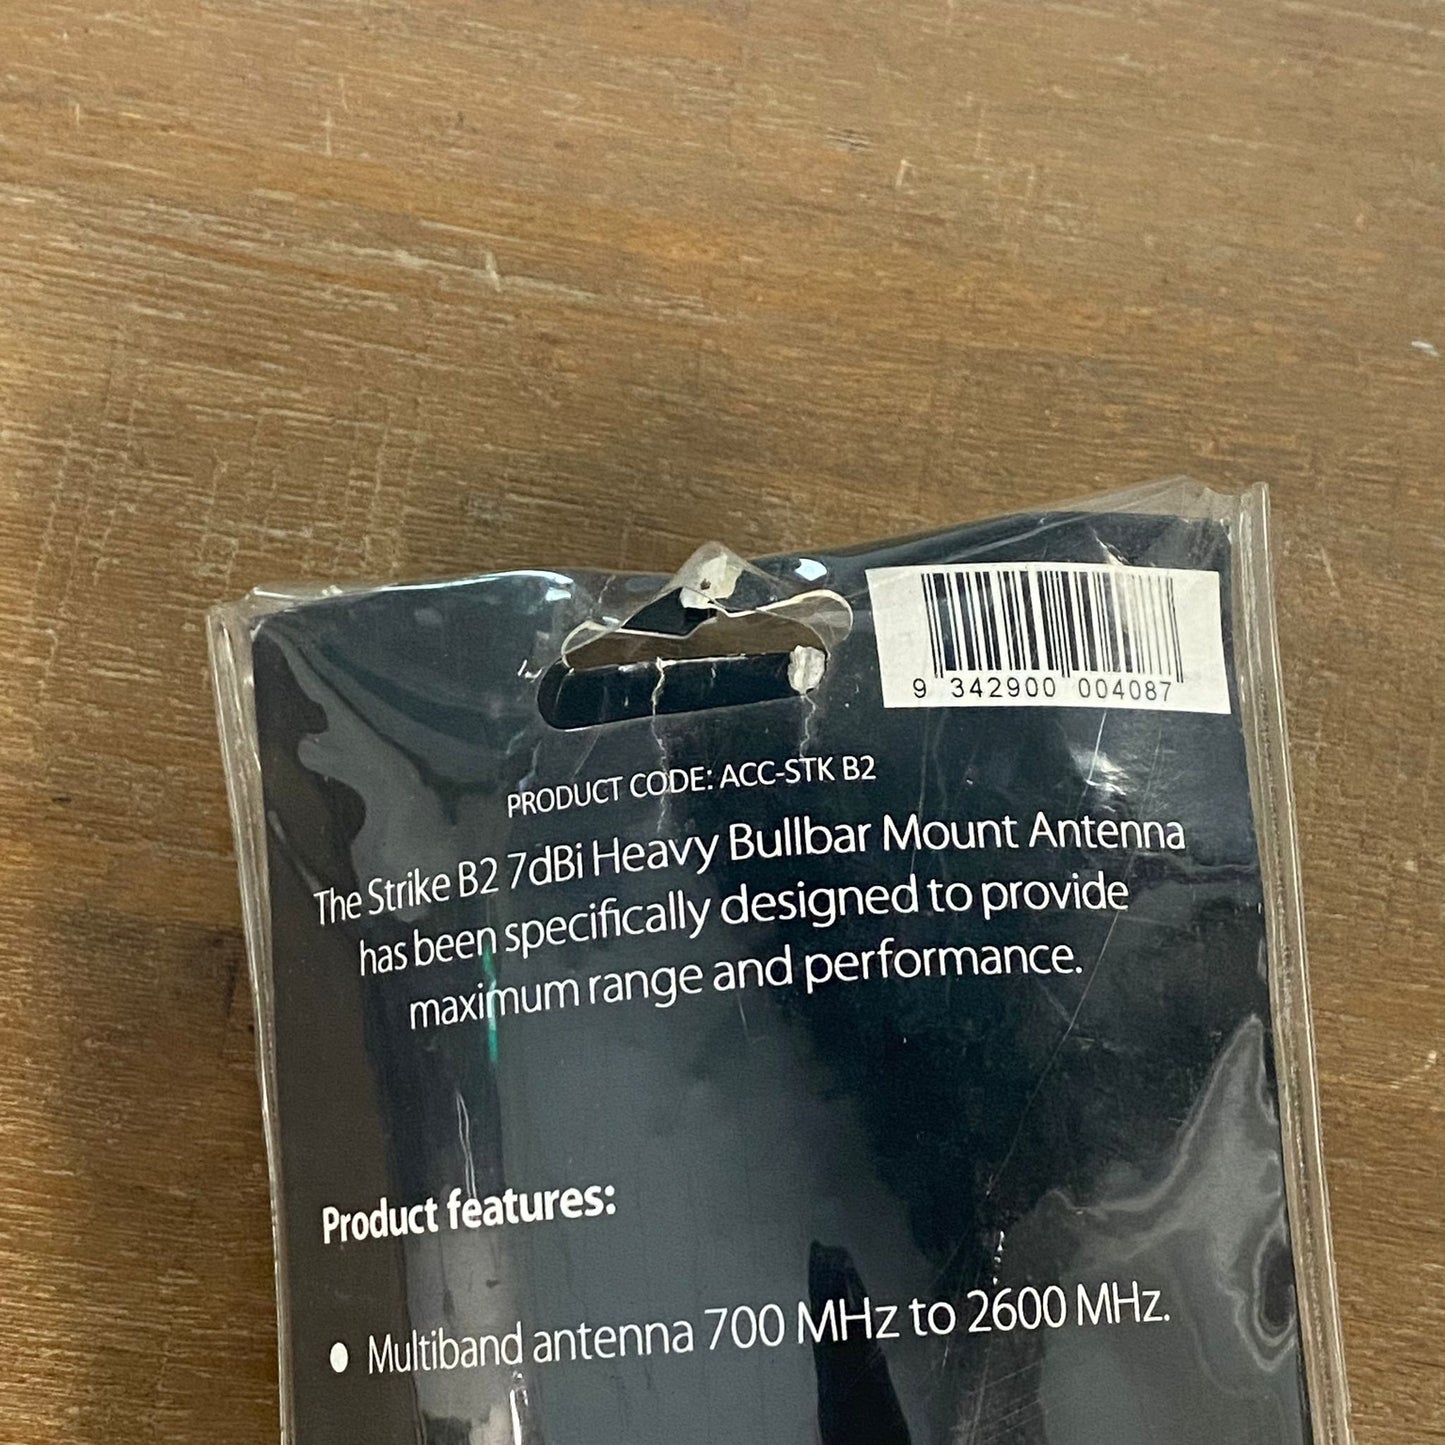 9 342900 004087
PRODUCT CODE: ACC-STK B2
The Strike B2 7dBi Heavy Bullbar Mount Antenna
has been specifically designed to provide
maximum range and performance.
Product features:
● Multiband antenna 700 MHz to 2600 MHz.